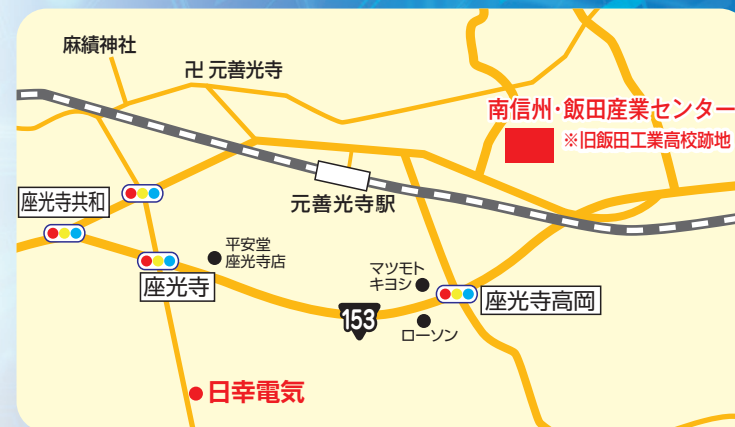 麻績神社
卍 元善光寺
南信州・飯田産業センター
※旧飯田工業高校跡地
元善光寺駅
座光寺共和
平安堂
座光寺店
座光寺
マツモト
キヨシ
座光寺高岡
153
ローソン
日幸電気